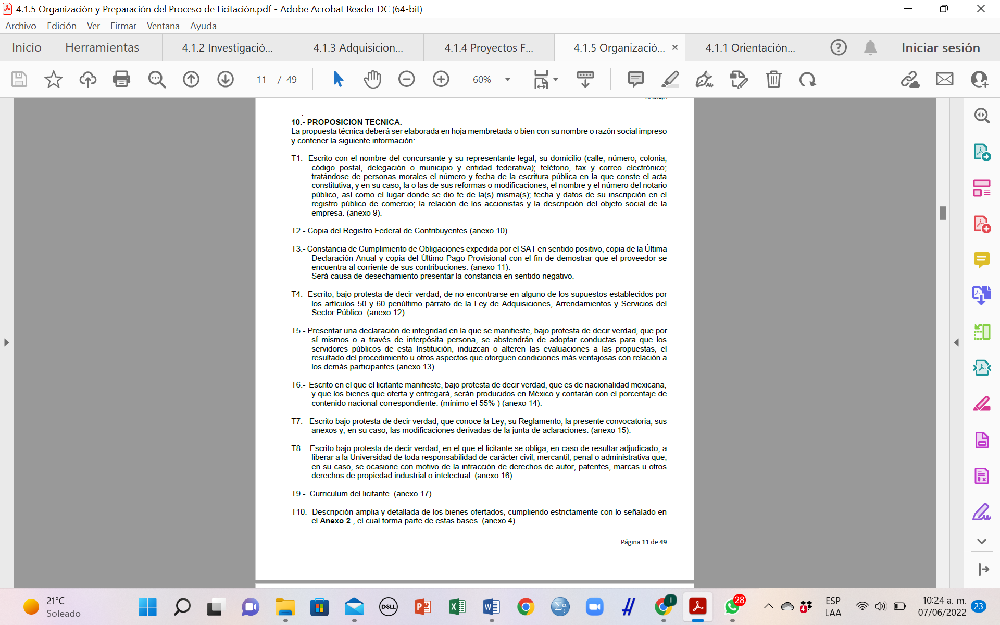 4.1.5 Organización y Preparación del Proceso de Licitación.pdf - Adobe Acrobat Reader DC (64-bit)
Archivo Edición Ver Firmar Ventana Ayuda
Inicio Herramientas 4.1.2 Investigació... 4.1.3 Adquisicion... 4.1.4 Proyectos F... 4.1.5 Organizació... 4.1.1 Orientación... Iniciar sesión
11 / 49 60%
10.- PROPOSICION TECNICA.
La propuesta técnica deberá ser elaborada en hoja membretada o bien con su nombre o razón social impreso
y contener la siguiente información:
T1.- Escrito con el nombre del concursante y su representante legal; su domicilio (calle, número, colonia,
código postal, delegación o municipio y entidad federativa); teléfono, fax y correo electrónico;
tratándose de personas morales el número y fecha de la escritura pública en la que conste el acta
constitutiva, y en su caso, la o las de sus reformas o modificaciones; el nombre y el número del notario
público, así como el lugar donde se dio fe de la(s) misma(s); fecha y datos de su inscripción en el
registro público de comercio; la relación de los accionistas y la descripción del objeto social de la
empresa. (anexo 9).
T2.- Copia del Registro Federal de Contribuyentes (anexo 10).
T3.- Constancia de Cumplimiento de Obligaciones expedida por el SAT en sentido positivo, copia de la Última
Declaración Anual y copia del Último Pago Provisional con el fin de demostrar que el proveedor se
encuentra al corriente de sus contribuciones. (anexo 11).
Será causa de desechamiento presentar la constancia en sentido negativo.
T4.- Escrito, bajo protesta de decir verdad, de no encontrarse en alguno de los supuestos establecidos por
los artículos 50 y 60 penúltimo párrafo de la Ley de Adquisiciones, Arrendamientos y Servicios del
Sector Público. (anexo 12).
T5.- Presentar una declaración de integridad en la que se manifieste, bajo protesta de decir verdad, que por
sí mismos o a través de interpósita persona, se abstendrán de adoptar conductas para que los
servidores públicos de esta Institución, induzcan o alteren las evaluaciones a las propuestas, el
resultado del procedimiento u otros aspectos que otorguen condiciones más ventajosas con relación a
los demás participantes.(anexo 13).
T6.- Escrito en el que el licitante manifieste, bajo protesta de decir verdad, que es de nacionalidad mexicana,
y que los bienes que oferta y entregará, serán producidos en México y contarán con el porcentaje de
contenido nacional correspondiente. (mínimo el 55% ) (anexo 14).
T7.- Escrito bajo protesta de decir verdad, que conoce la Ley, su Reglamento, la presente convocatoria, sus
anexos y, en su caso, las modificaciones derivadas de la junta de aclaraciones. (anexo 15).
T8.- Escrito bajo protesta de decir verdad, en el que el licitante se obliga, en caso de resultar adjudicado, a
liberar a la Universidad de toda responsabilidad de carácter civil, mercantil, penal o administrativa que,
en su caso, se ocasione con motivo de la infracción de derechos de autor, patentes, marcas u otros
derechos de propiedad industrial o intelectual. (anexo 16).
T9.- Curriculum del licitante. (anexo 17)
T10.- Descripción amplia y detallada de los bienes ofertados, cumpliendo estrictamente con lo señalado en
el Anexo 2 , el cual forma parte de estas bases. (anexo 4)
Página 11 de 49
21°C
Soleado
DELL
28
4
ESP
LAA
10:24 a. m.
07/06/2022
23